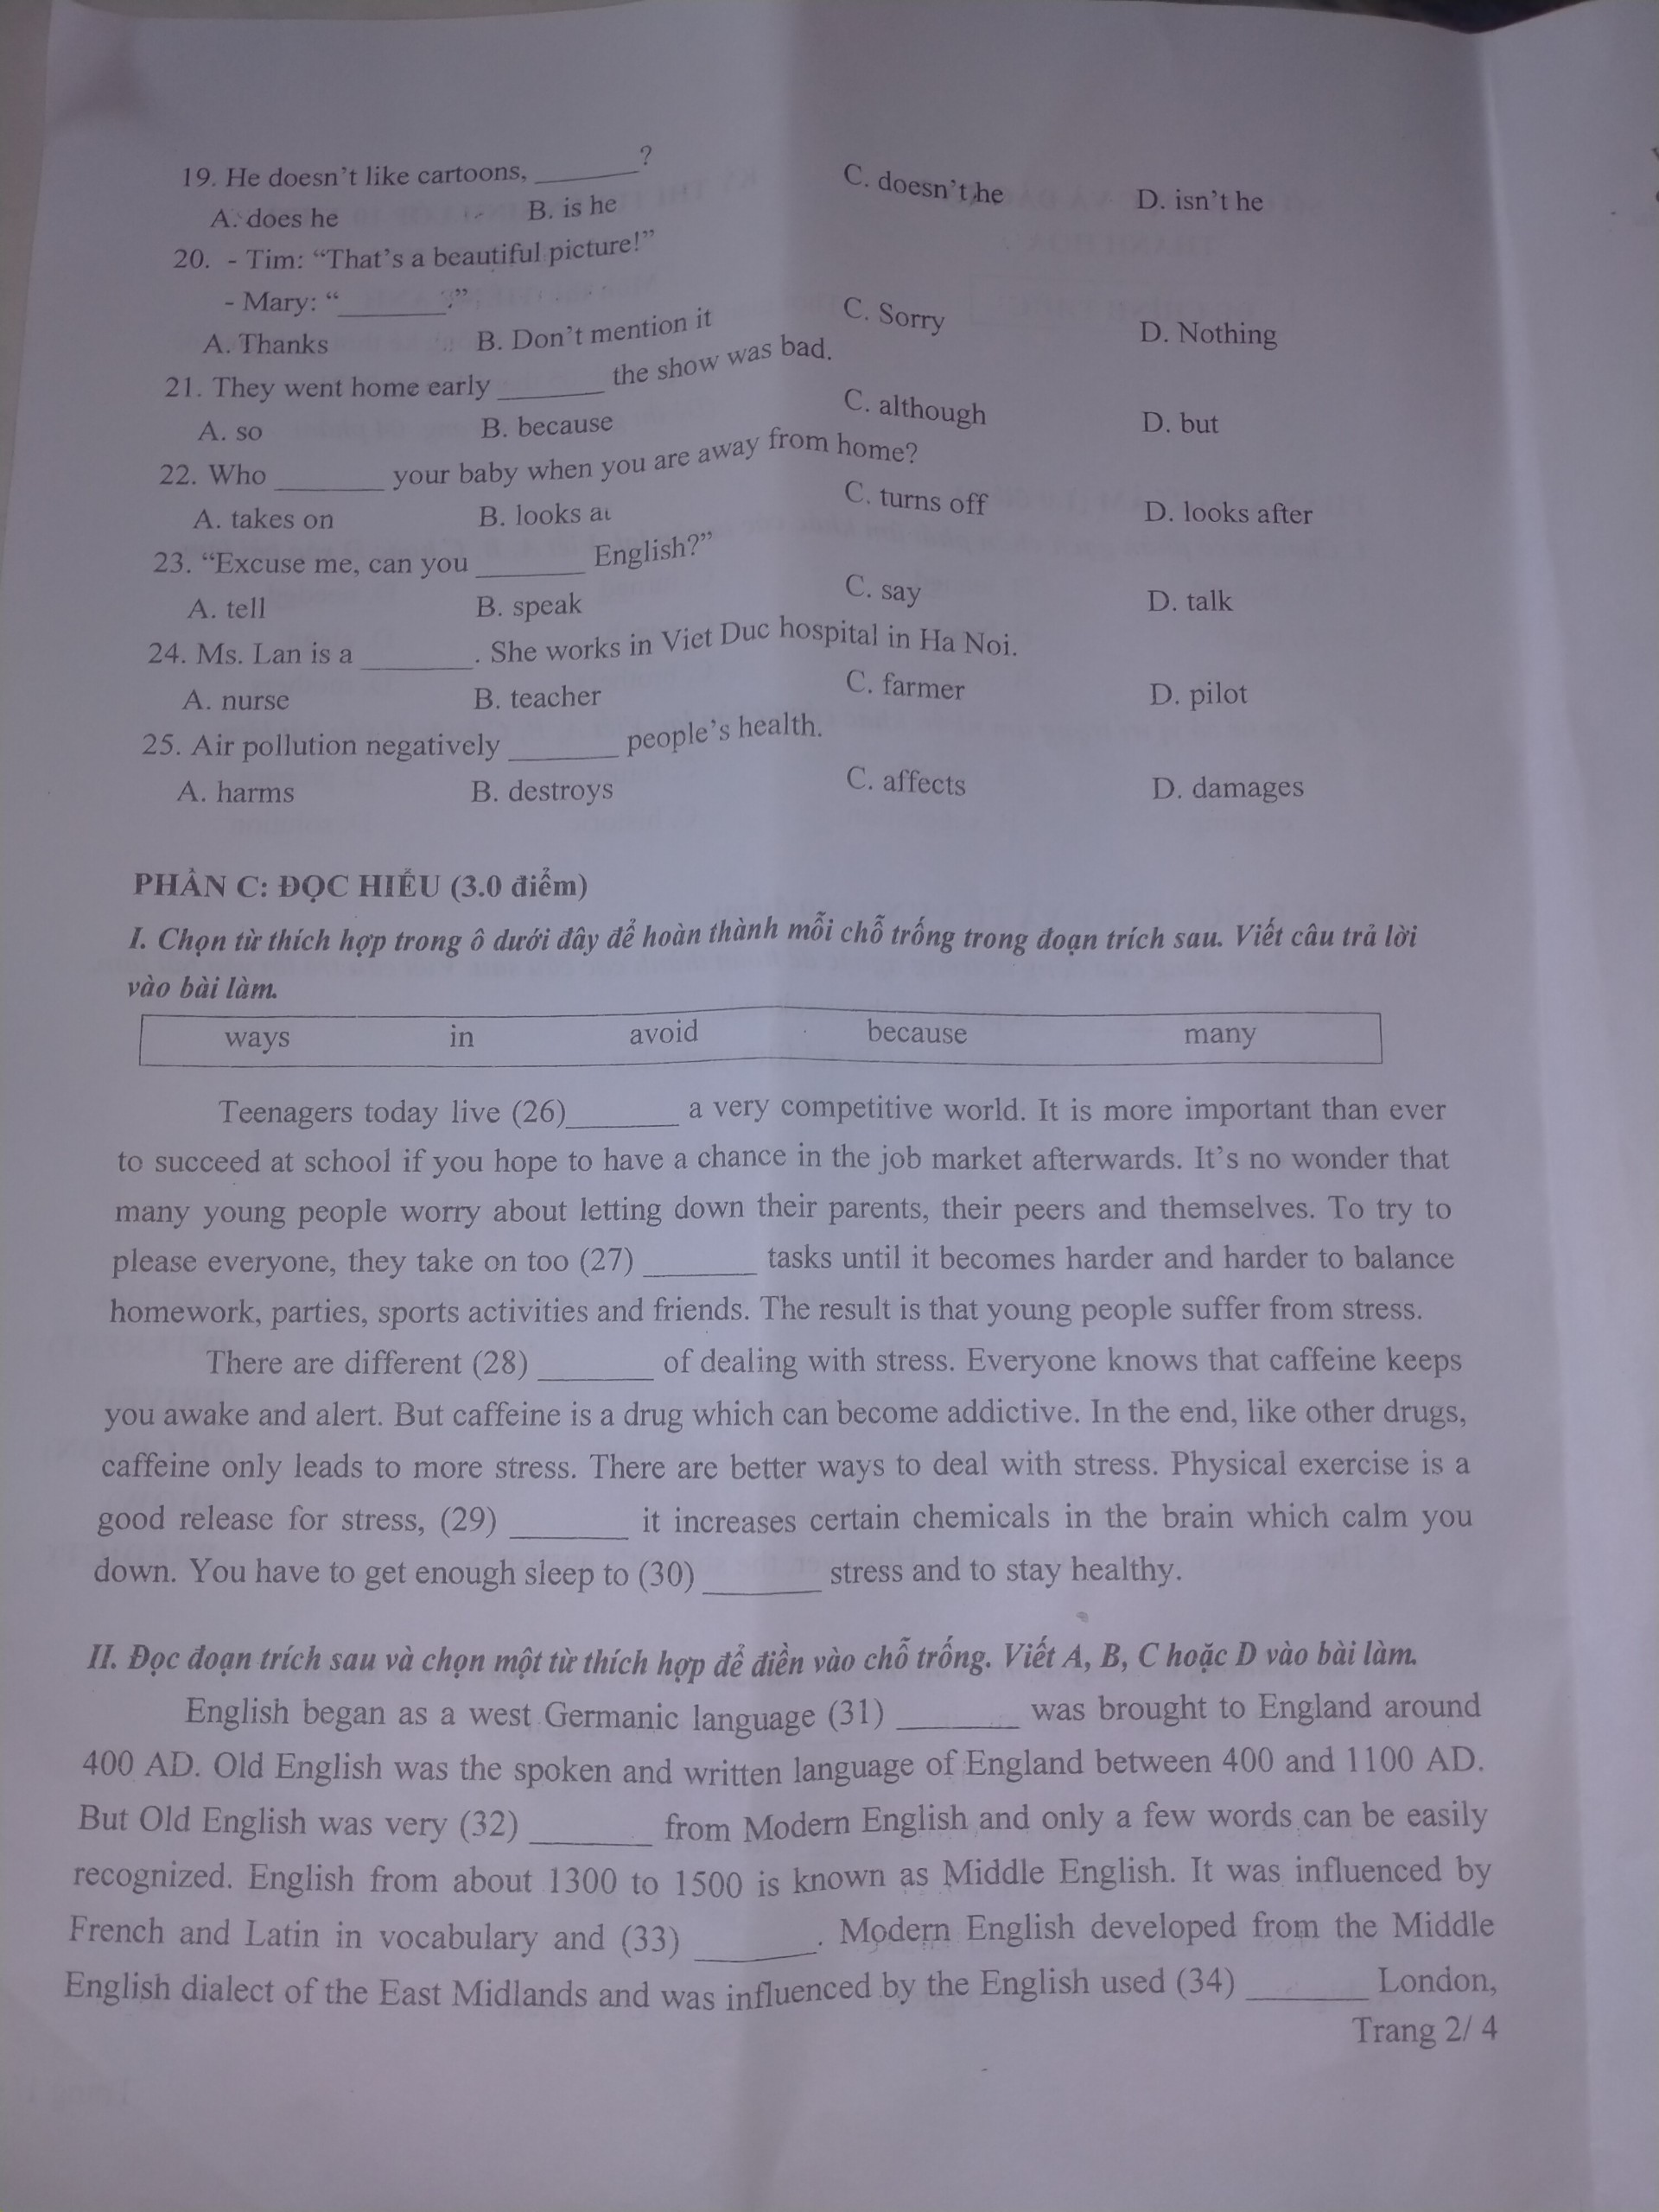 19. He doesn't like cartoons, ________?
A. does he B. is he C. doesn't he D. isn't he
20. - Tim: “That's a beautiful picture!”
- Mary: “________.”
A. Thanks B. Don't mention it C. Sorry D. Nothing
21. They went home early ________ the show was bad.
A. so B. because C. although D. but
22. Who ________ your baby when you are away from home?
A. takes on B. looks at C. turns off D. looks after
23. “Excuse me, can you ________ English?”
A. tell B. speak C. say D. talk
24. Ms. Lan is a ________. She works in Viet Duc hospital in Ha Noi.
A. nurse B. teacher C. farmer D. pilot
25. Air pollution negatively ________ people's health.
A. harms B. destroys C. affects D. damages
PHẦN C: ĐỌC HIỂU (3.0 điểm)
I. Chọn từ thích hợp trong ô dưới đây để hoàn thành mỗi chỗ trống trong đoạn trích sau. Viết câu trả lời
vào bài làm.
ways in avoid because many
Teenagers today live (26)________ a very competitive world. It is more important than ever
to succeed at school if you hope to have a chance in the job market afterwards. It's no wonder that
many young people worry about letting down their parents, their peers and themselves. To try to
please everyone, they take on too (27) ________ tasks until it becomes harder and harder to balance
homework, parties, sports activities and friends. The result is that young people suffer from stress.
There are different (28) ________ of dealing with stress. Everyone knows that caffeine keeps
you awake and alert. But caffeine is a drug which can become addictive. In the end, like other drugs,
caffeine only leads to more stress. There are better ways to deal with stress. Physical exercise is a
good release for stress, (29) ________ it increases certain chemicals in the brain which calm you
down. You have to get enough sleep to (30) ________ stress and to stay healthy.
II. Đọc đoạn trích sau và chọn một từ thích hợp để điền vào chỗ trống. Viết A, B, C hoặc D vào bài làm.
English began as a west Germanic language (31) ________ was brought to England around
400 AD. Old English was the spoken and written language of England between 400 and 1100 AD.
But Old English was very (32) ________ from Modern English and only a few words can be easily
recognized. English from about 1300 to 1500 is known as Middle English. It was influenced by
French and Latin in vocabulary and (33) ________. Modern English developed from the Middle
English dialect of the East Midlands and was influenced by the English used (34) ________ London,
Trang 2/ 4